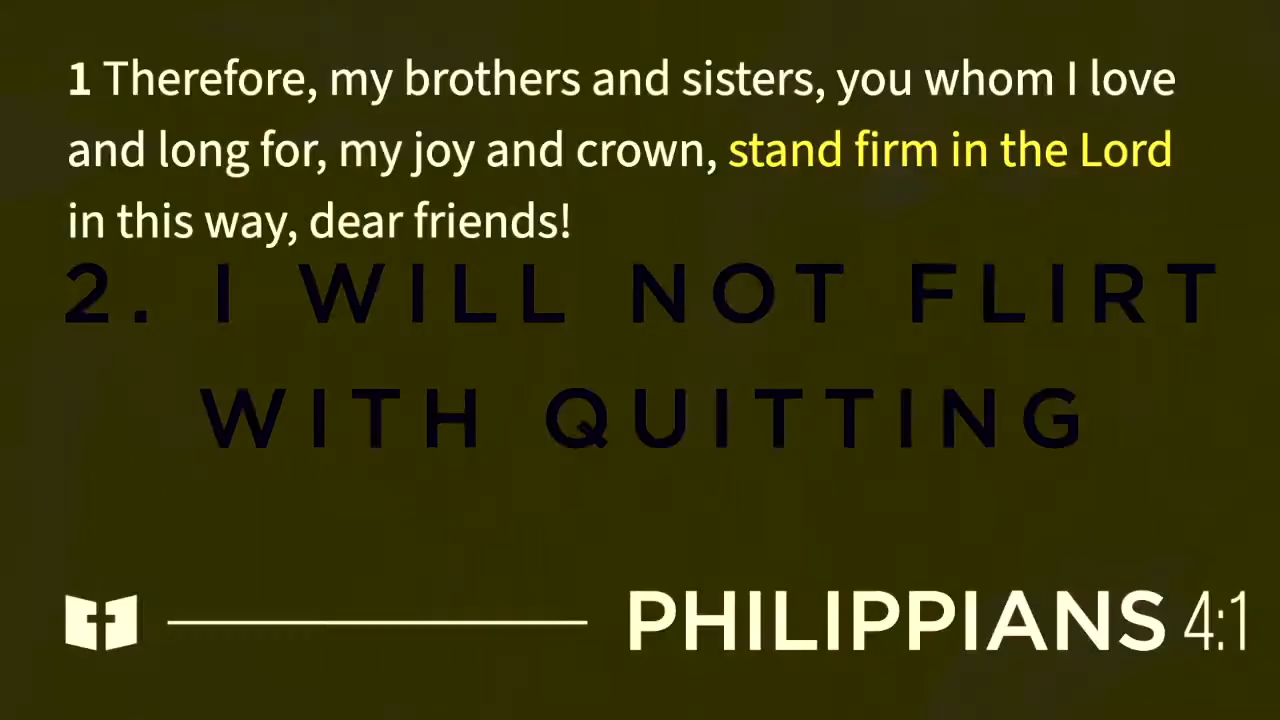 1 Therefore, my brothers and sisters, you whom I love
and long for, my joy and crown, stand firm in the Lord
in this way, dear friends!
2. I WILL NOT FLIRT
WITH QUITTING
PHILIPPIANS 4:1